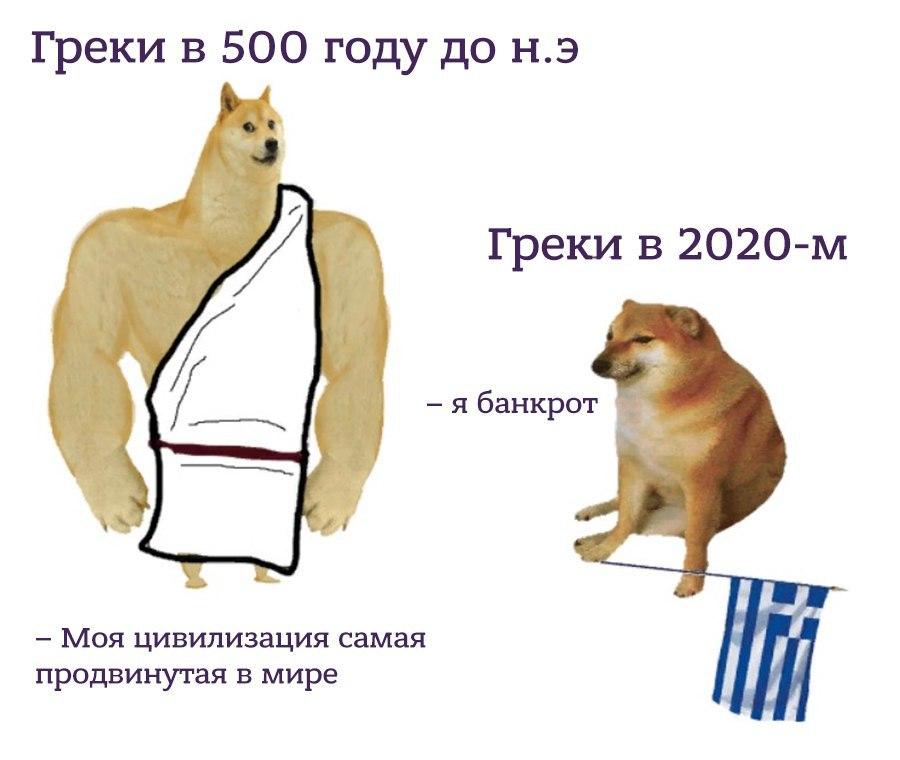 Греки в 500 году до н.э
Греки в 2020-м
– я банкрот
– Моя цивилизация самая
продвинутая в мире